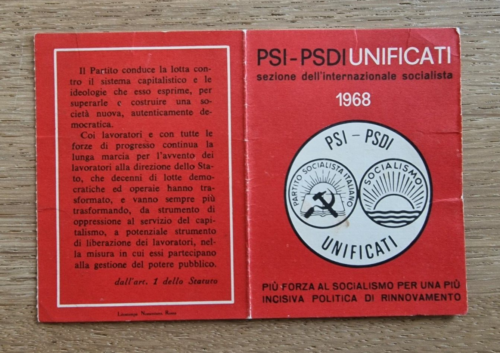 Il Partito conduce la lotta con-
tro il sistema capitalistico e le
ideologie che esso esprime, per
superarle e costruire una so-
cietà nuova, autenticamente de-
mocratica.
Coi lavoratori e con tutte le
forze di progresso continua la
lunga marcia per l'avvento dei
lavoratori alla direzione dello Sta-
to, che decenni di lotte demo-
cratiche ed operaie hanno tra-
sformato, e vanno sempre più
trasformando, da strumento di
oppressione al servizio del capi-
talismo, a potenziale strumento
di liberazione dei lavoratori, nel-
la misura in cui essi partecipano
alla gestione del potere pubblico.
dall'art. 1 dello Statuto
PSI-PSDI UNIFICATI
sezione dell'internazionale socialista
1968
PSI - PSDI
PARTITO SOCIALISTA ITALIANO
SOCIALISMO
UNIFICATI
PIÙ FORZA AL SOCIALISMO PER UNA PIÙ
INCISIVA POLITICA DI RINNOVAMENTO